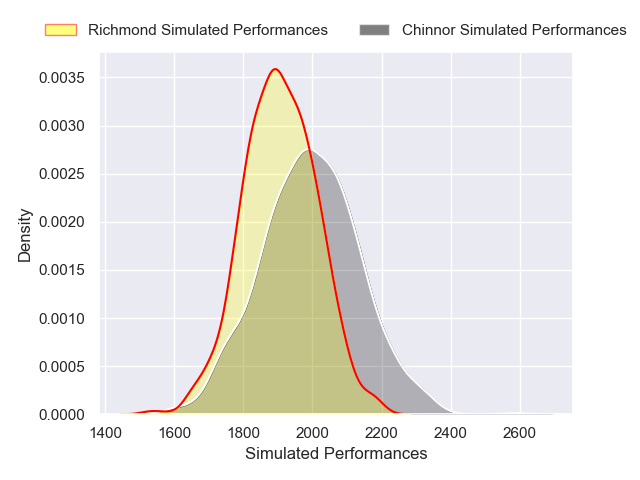 Richmond Simulated Performances
Chinnor Simulated Performances
0.0035
0.0030
0.0025
0.0020
0.0015
0.0010
0.0005
0.0000
Density
1400 1600 1800 2000 2200 2400 2600
Simulated Performances